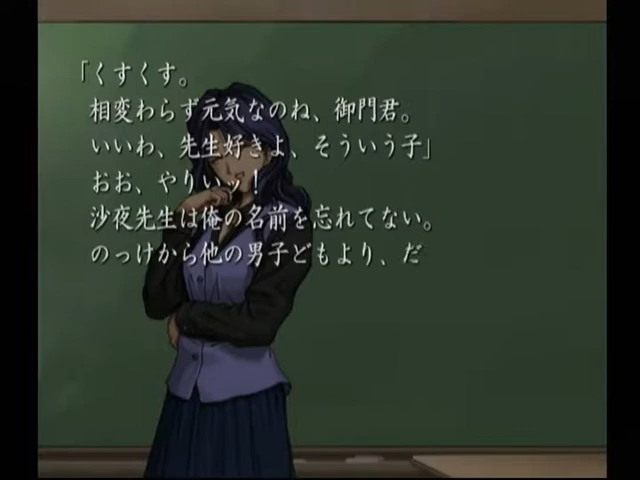 「くすくす。
相変わらず元気なのね、御門君。
いいわ、先生好きよ、そういう子」
おお、やりぃッ！
沙夜先生は俺の名前を忘れてない。
のっけから他の男子どもより、だ